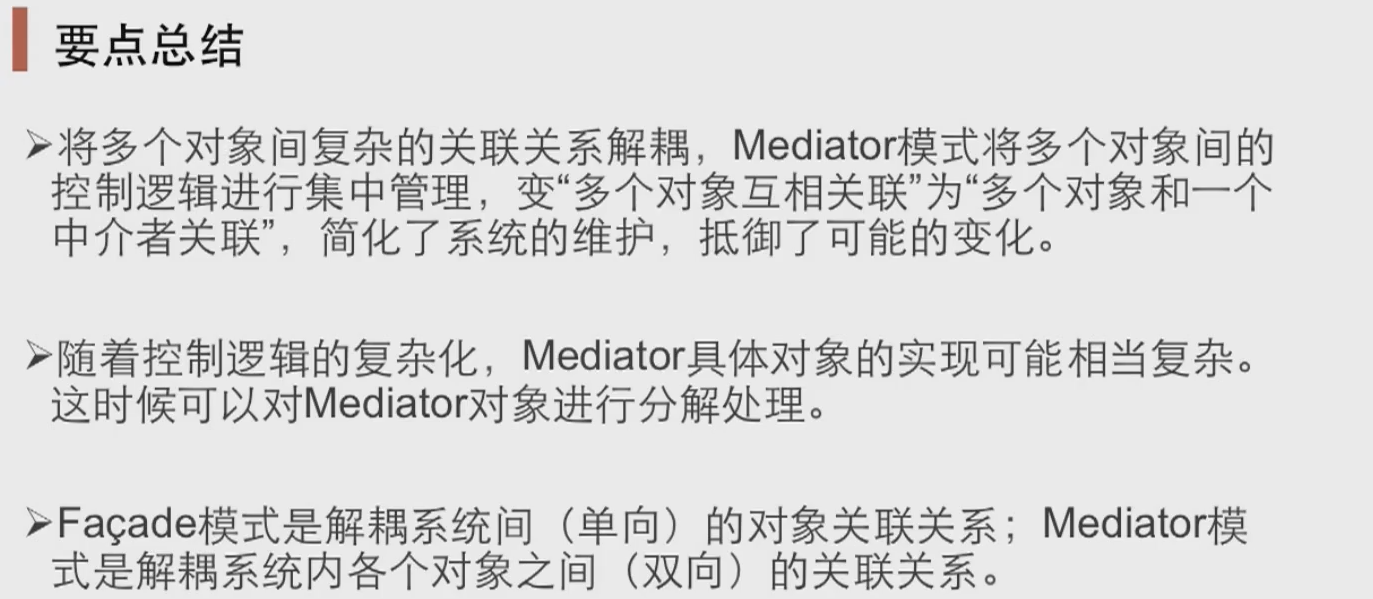 要点总结
➢将多个对象间复杂的关联关系解耦，Mediator模式将多个对象间的
控制逻辑进行集中管理，变“多个对象互相关联”为“多个对象和一个
中介者关联”，简化了系统的维护，抵御了可能的变化。
➢随着控制逻辑的复杂化，Mediator具体对象的实现可能相当复杂。
这时候可以对Mediator对象进行分解处理。
➢Façade模式是解耦系统间（单向）的对象关联关系；Mediator模
式是解耦系统内各个对象之间（双向）的关联关系。